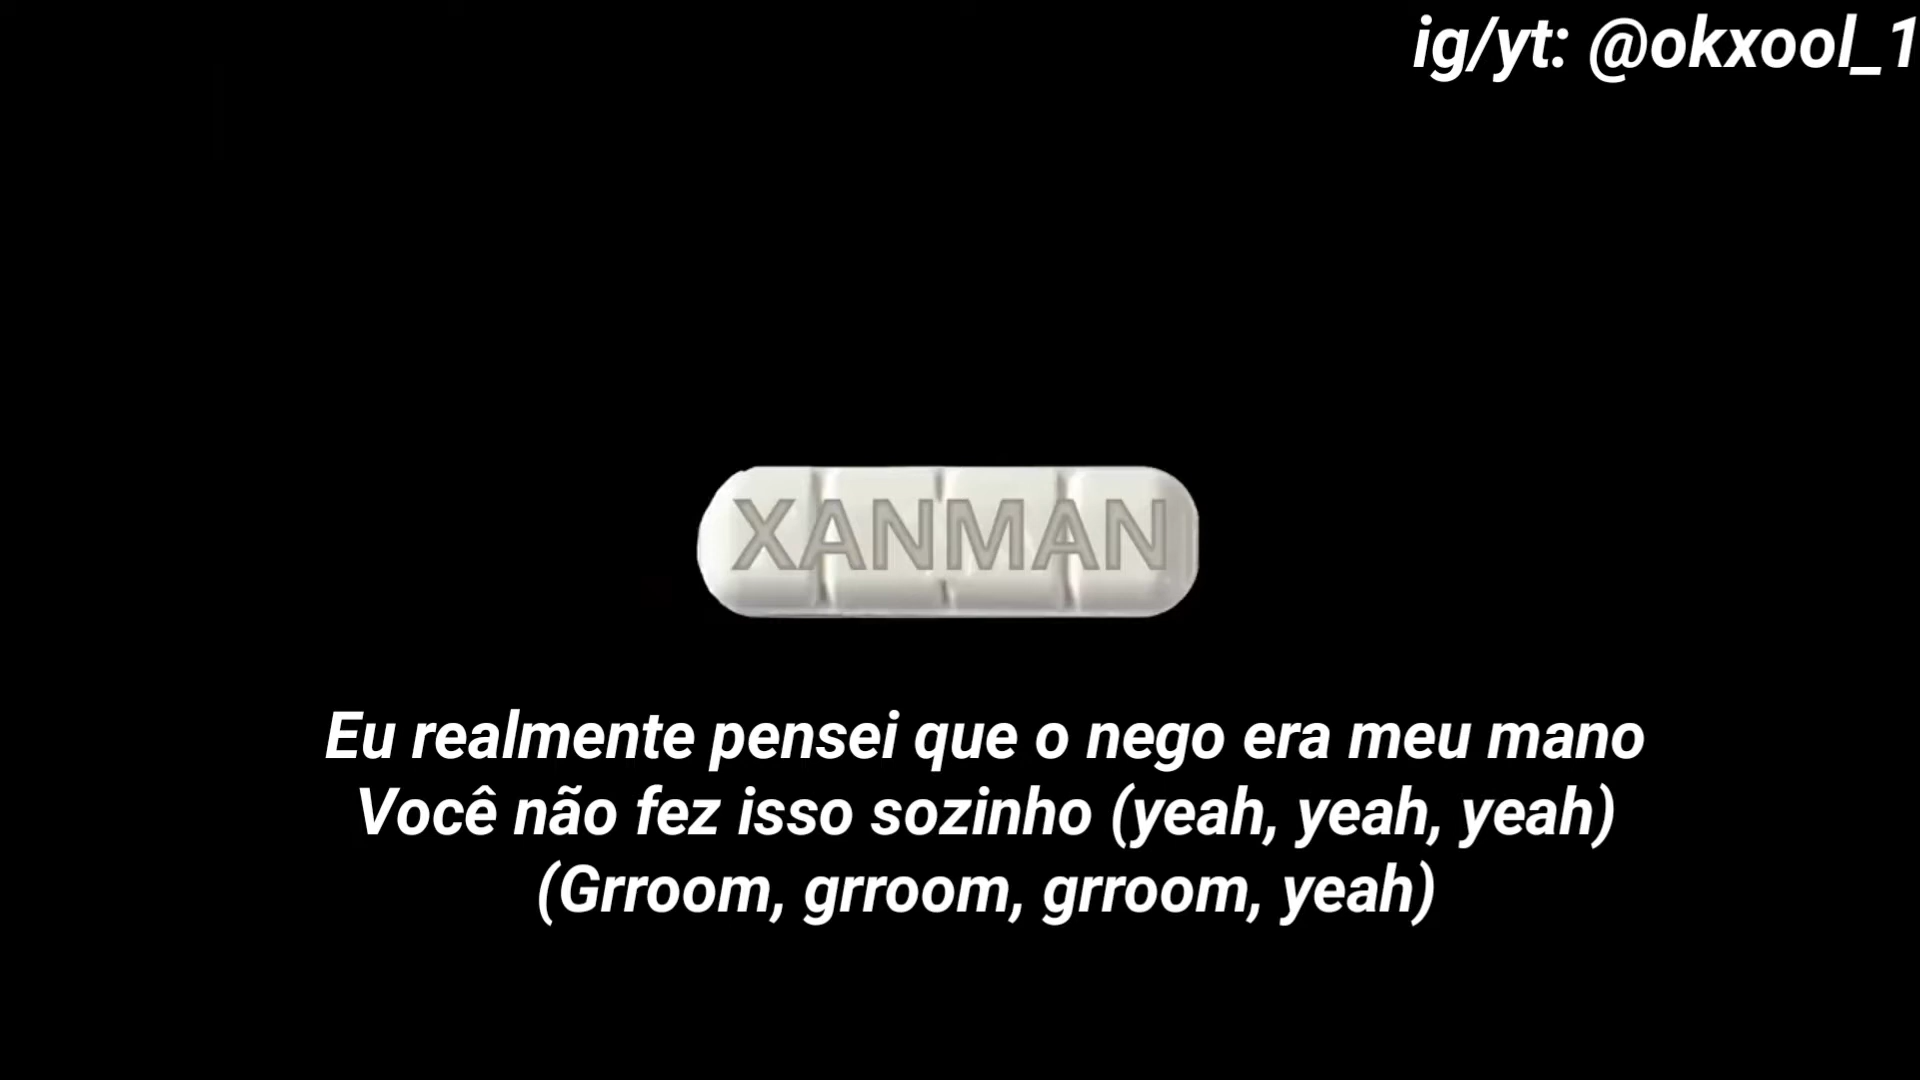 ig/yt: @okxool_1
XANMAN
Eu realmente pensei que o nego era meu mano
Você não fez isso sozinho (yeah, yeah, yeah)
(Grroom, grroom, grroom, yeah)